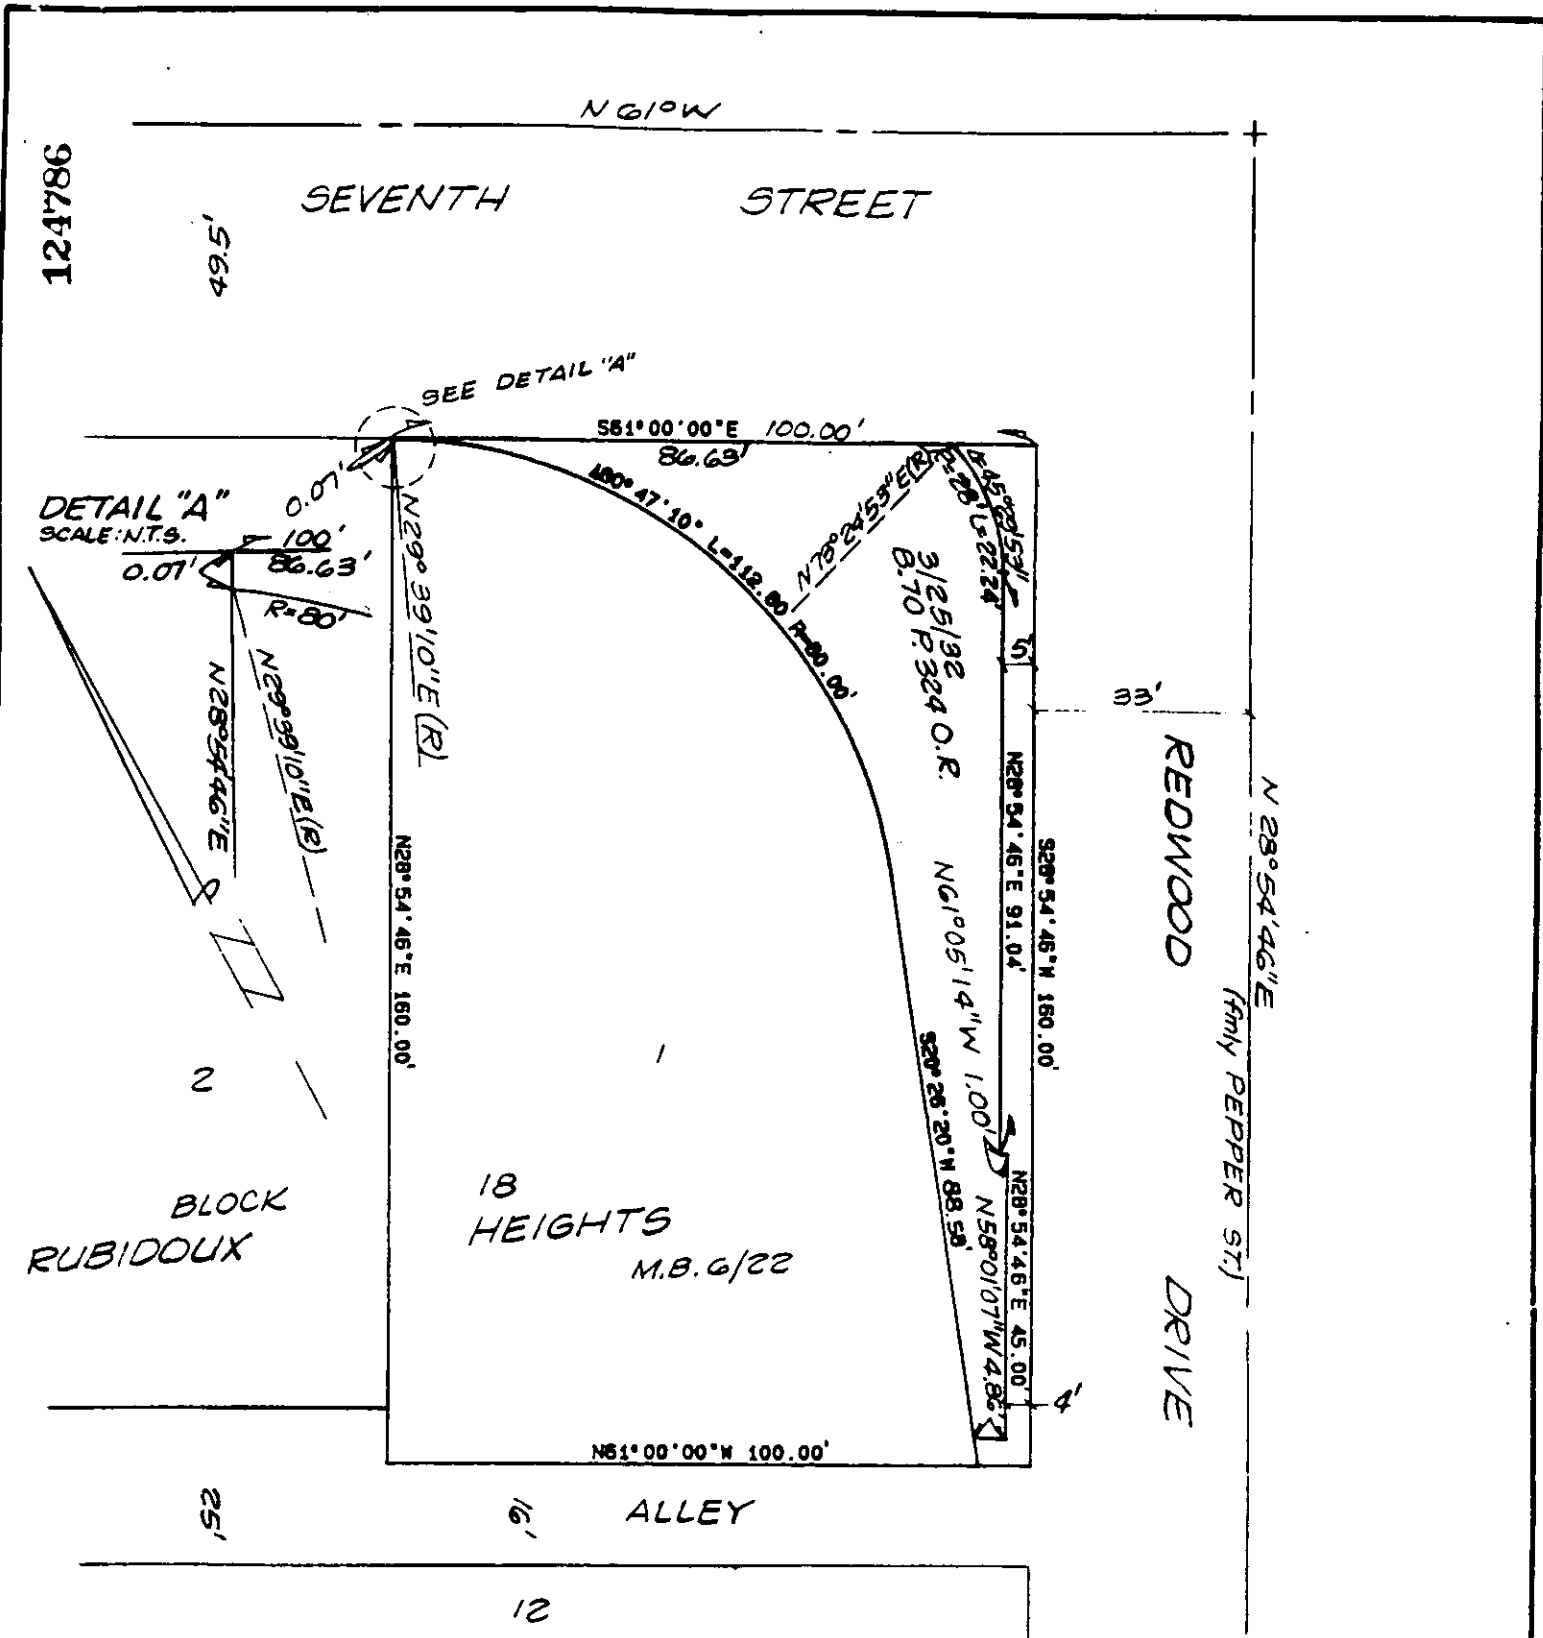 N 61° W
124786
SEVENTH STREET
49.5'
SEE DETAIL "A"
S61°00'00"E 100.00'
86.63'
0.07'
DETAIL "A"
SCALE: N.T.S.
100'
0.07'
86.63'
R=80'
N28°54'46"E
N29°39'10"E(R)
N29°39'10"E(R)
Δ80°47'10" L=112.80 R=80.00'
N78°24'53"E(R)
R=28' L=22.24'
3/25/32
B.70 P.324 O.R.
5'
33'
REDWOOD DRIVE
(fmly PEPPER ST.)
N 28°54'46"E
N28°54'46"E 160.00'
N28°54'46"E 91.04'
S28°54'46"W 160.00'
N61°05'14"W 1.00'
S20°26'20"W 88.58'
N28°54'46"E 45.00'
N58°01'07"W 4.86'
4'
2
1
BLOCK 18
RUBIDOUX HEIGHTS
M.B. 6/22
N61°00'00"W 100.00'
25'
16'
ALLEY
12